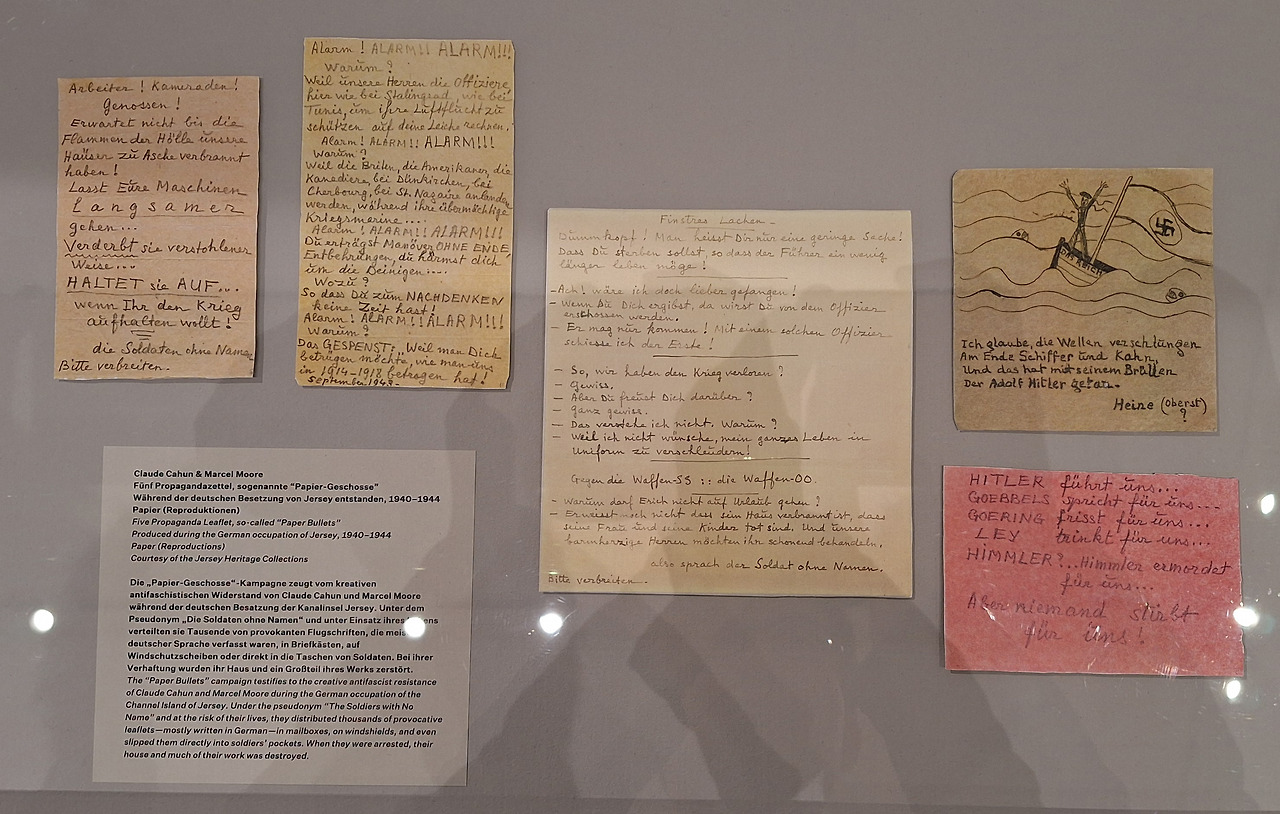 Arbeiter ! Kameraden !
Genossen !
Erwartet nicht bis die
Flammen der Hölle unsere
Haüser zu Asche verbrannt
haben !
Lasst Eure Maschinen
Langsamer
gehen...
Verderbt sie verstohlener
Weise...
HALTET sie AUF...
wenn Ihr den Krieg
aufhalten wollt !
die Soldaten ohne Namen
Bitte verbreiten.
Alarm ! ALARM !! ALARM!!!
Warum ?
Weil unsere Herren die Offiziere,
hier wie bei Stalingrad, wie bei
Tunis, um ihre Luftflucht zu
schützen auf deine Leiche rechnen.
Alarm ! ALARM !! ALARM!!!
Warum ?
Weil die Briten, die Amerikaner, die
Kanediere, bei Dünkirchen, bei
Cherbourg, bei St. Nazaire anlanden
werden, während ihre übermächtige
Kriegsmarine....
Alarm ! ALARM !! ALARM!!!
Du erträgst Manöver OHNE ENDE,
Entbehrungen, du härmst dich
um die Deinigen....
Wozu ?
So dass Du zum NACHDENKEN
keine Zeit hast!
Alarm ! ALARM !! ALARM!!!
Warum ?
Das GESPENST: "Weil man Dich
betrügen möchte, wie man uns
in 1914-1918 betrogen hat !
September 1943.
Finstres Lachen -
Dummkopf ! Man heisst Dir nur eine geringe Sache !
Dass Du sterben sollst, so dass der Führer ein wenig
länger leben möge !
- Ach ! wäre ich doch lieber gefangen !
- Wenn Du Dich ergibst, da wirst Du von dem Offizier
erschossen werden.
- Er mag nur kommen ! Mit einem solchen Offizier
schiesse ich der Erste !
- So, wir haben den Krieg verloren ?
- Gewiss.
- Aber Du freust Dich darüber ?
- Ganz gewiss.
- Das verstehe ich nicht. Warum ?
- Weil ich nicht wünsche, mein ganzes Leben in
Uniform zu verschleudern !
Gegen die Waffen-SS :: die Waffen-OO.
- Warum darf Erich nicht auf Urlaub gehen ?
- Er weisst noch nicht dass sein Haus verbrannt ist, dass
seine Frau und seine Kinder tot sind. Und unsere
barmherzige Herren möchten ihn schonend behandeln.
also sprach der Soldat ohne Namen.
Bitte verbreiten -
DAS REICH
Ich glaube, die Wellen verschlungen
Am Ende Schiffer und Kahn,
Und das hat mit seinem Brüllen
Der Adolf Hitler getan.
Heine (oberst)
?
HITLER führt uns...
GOEBBELS spricht für uns...
GOERING frisst für uns...
LEY trinkt für uns...
HIMMLER ?...Himmler ermordet
für uns...
Aber niemand stirbt
für uns !
Claude Cahun & Marcel Moore
Fünf Propagandazettel, sogenannte "Papier-Geschosse"
Während der deutschen Besetzung von Jersey entstanden, 1940–1944
Papier (Reproduktionen)
Five Propaganda Leaflet, so-called "Paper Bullets"
Produced during the German occupation of Jersey, 1940–1944
Paper (Reproductions)
Courtesy of the Jersey Heritage Collections
Die „Papier-Geschosse"-Kampagne zeugt vom kreativen
antifaschistischen Widerstand von Claude Cahun und Marcel Moore
während der deutschen Besatzung der Kanalinsel Jersey. Unter dem
Pseudonym „Die Soldaten ohne Namen" und unter Einsatz ihres
verteilten sie Tausende von provokanten Flugschriften, die
deutscher Sprache verfasst waren, in Briefkästen, auf
Windschutzscheiben oder direkt in die Taschen von Soldaten. Bei ihrer
Verhaftung wurden ihr Haus und ein Großteil ihres Werks zerstört.
The "Paper Bullets" campaign testifies to the creative antifascist resistance
of Claude Cahun and Marcel Moore during the German occupation of the
Channel Island of Jersey. Under the pseudonym "The Soldiers with No
Name" and at the risk of their lives, they distributed thousands of provocative
leaflets—mostly written in German—in mailboxes, on windshields, and even
slipped them directly into soldiers' pockets. When they were arrested, their
house and much of their work was destroyed.